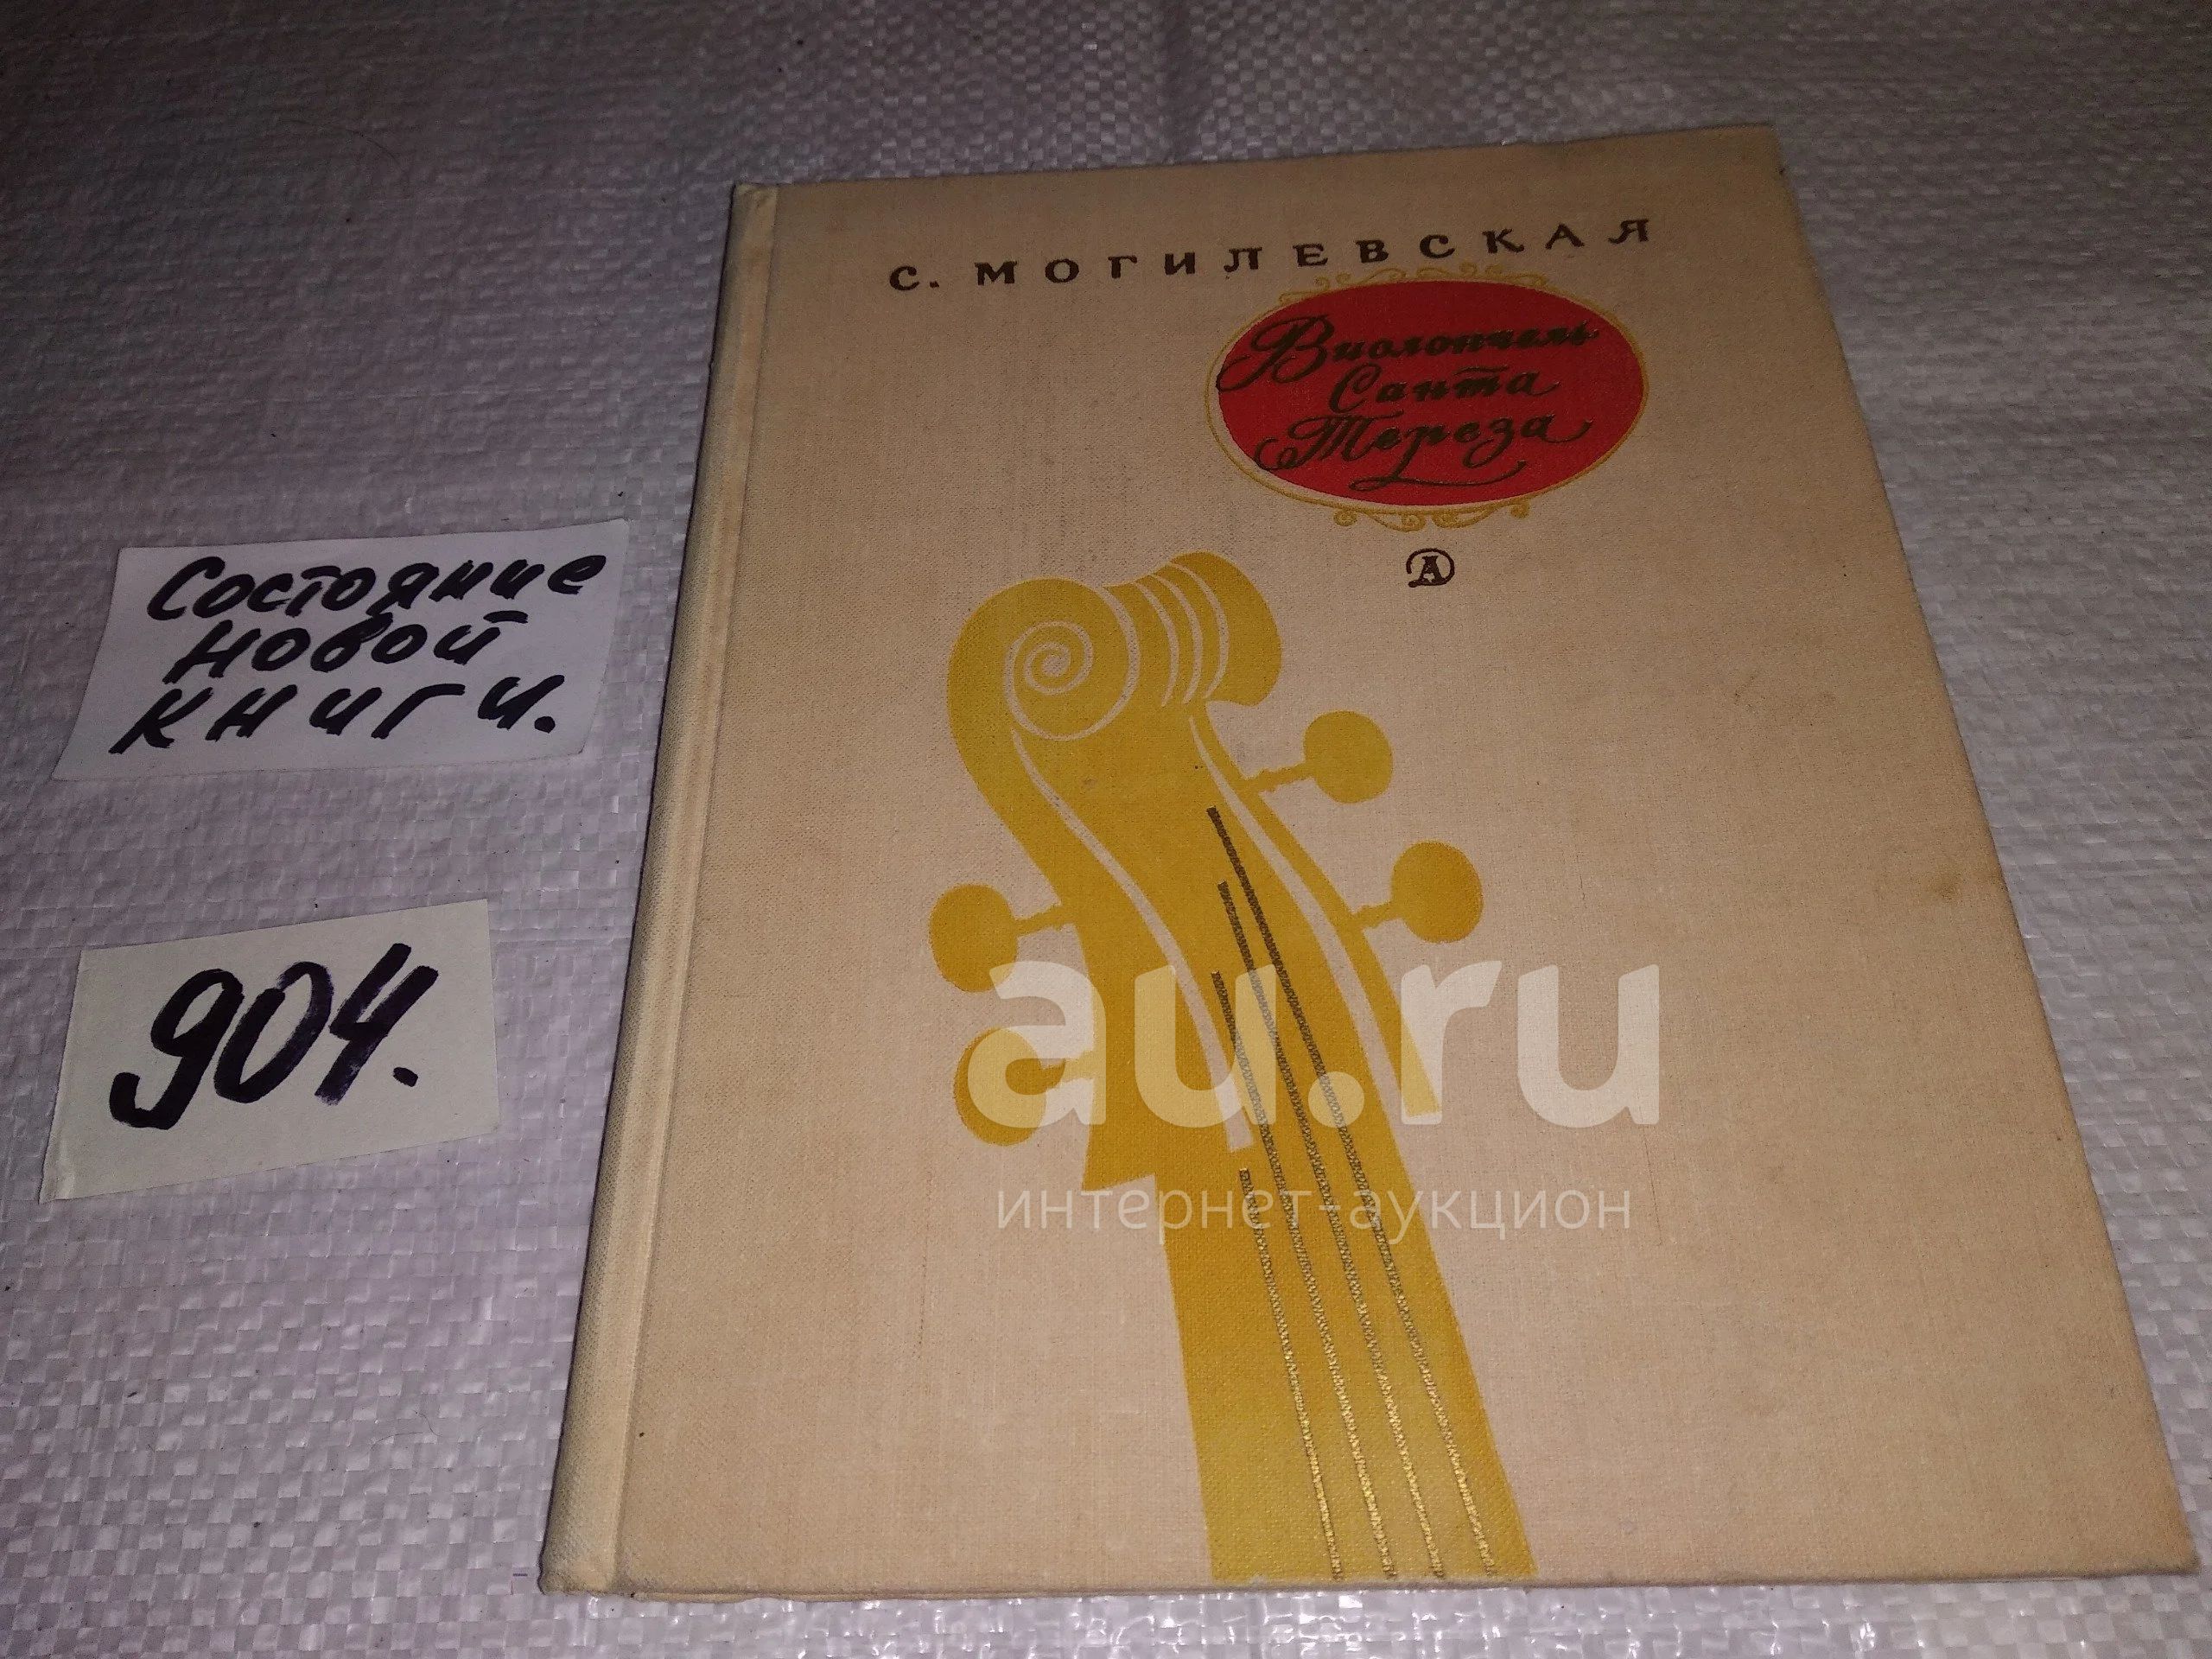 С. МОГИЛЕВСКАЯ
Виолончель
Санта
Тереза
Д
Состояние
новой
книги.
904.
au.ru
интернет-аукцион